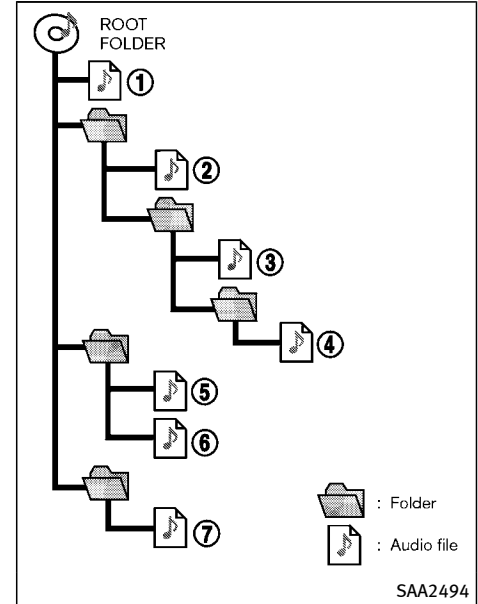 ROOT
FOLDER
①
②
③
④
⑤
⑥
⑦
: Folder
: Audio file
SAA2494